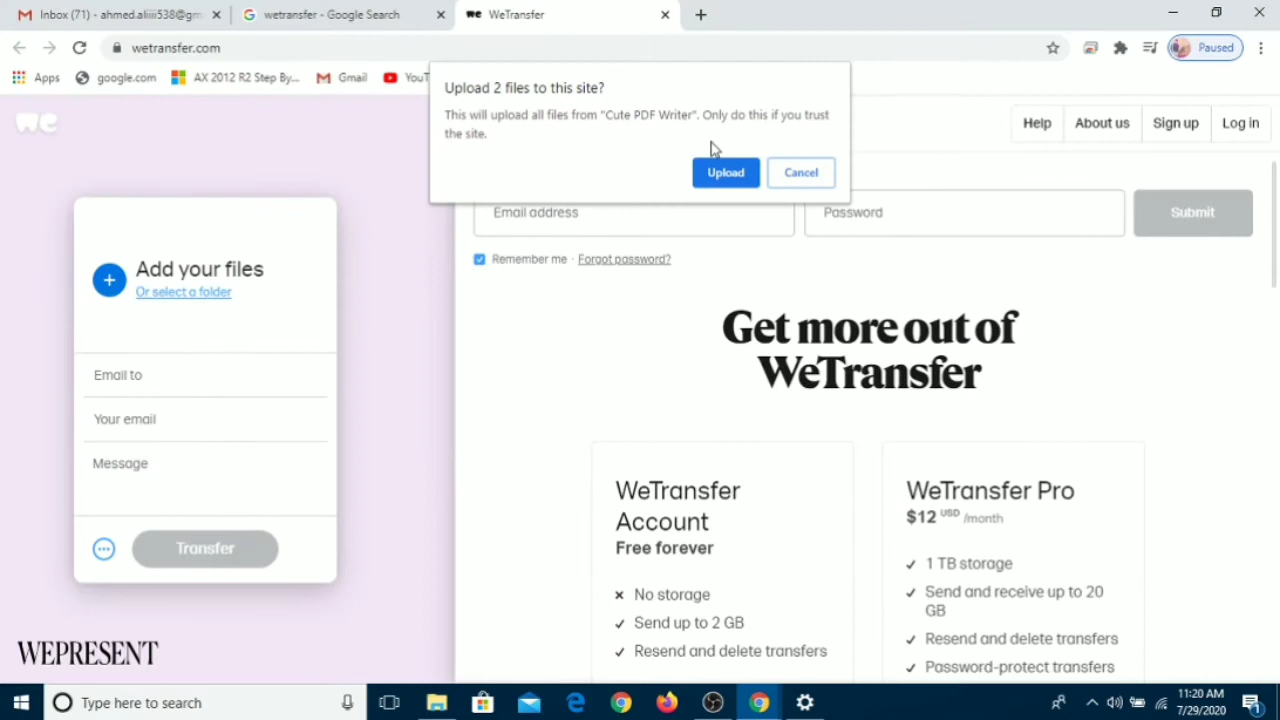 Inbox (71) - ahmed.aliiii538@gm
wetransfer - Google Search
WeTransfer
wetransfer.com
Paused
Apps
google.com
AX 2012 R2 Step By...
Gmail
YouT
Upload 2 files to this site?
This will upload all files from "Cute PDF Writer". Only do this if you trust
the site.
Upload
Cancel
we
Help
About us
Sign up
Log in
Email address
Password
Submit
Remember me · Forgot password?
Add your files
Or select a folder
Email to
Your email
Message
Transfer
WEPRESENT
Get more out of
WeTransfer
WeTransfer
Account
Free forever
No storage
Send up to 2 GB
Resend and delete transfers
WeTransfer Pro
$12 USD /month
1 TB storage
Send and receive up to 20
GB
Resend and delete transfers
Password-protect transfers
Type here to search
11:20 AM
7/29/2020
1